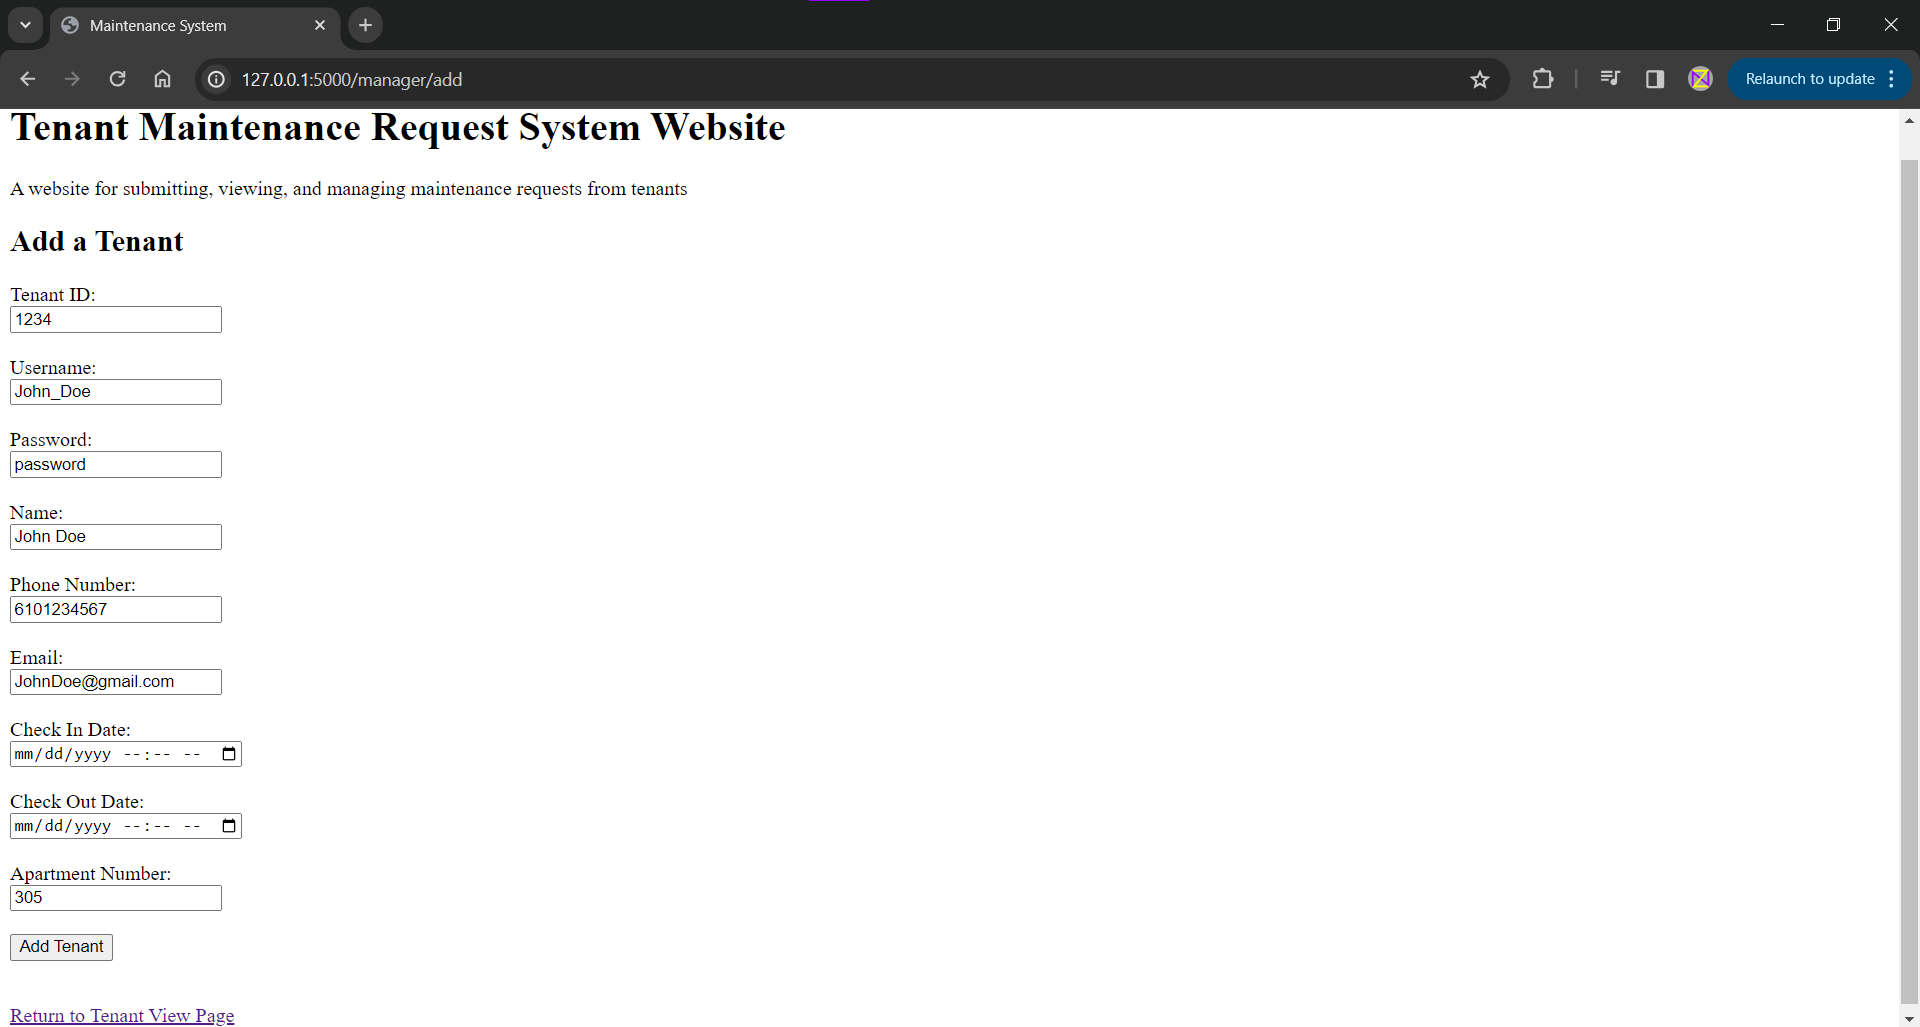 Maintenance System
127.0.0.1:5000/manager/add
Relaunch to update
Tenant Maintenance Request System Website
A website for submitting, viewing, and managing maintenance requests from tenants
Add a Tenant
Tenant ID:
1234
Username:
John_Doe
Password:
password
Name:
John Doe
Phone Number:
6101234567
Email:
JohnDoe@gmail.com
Check In Date:
mm/dd/yyyy --:-- --
Check Out Date:
mm/dd/yyyy --:-- --
Apartment Number:
305
Add Tenant
Return to Tenant View Page